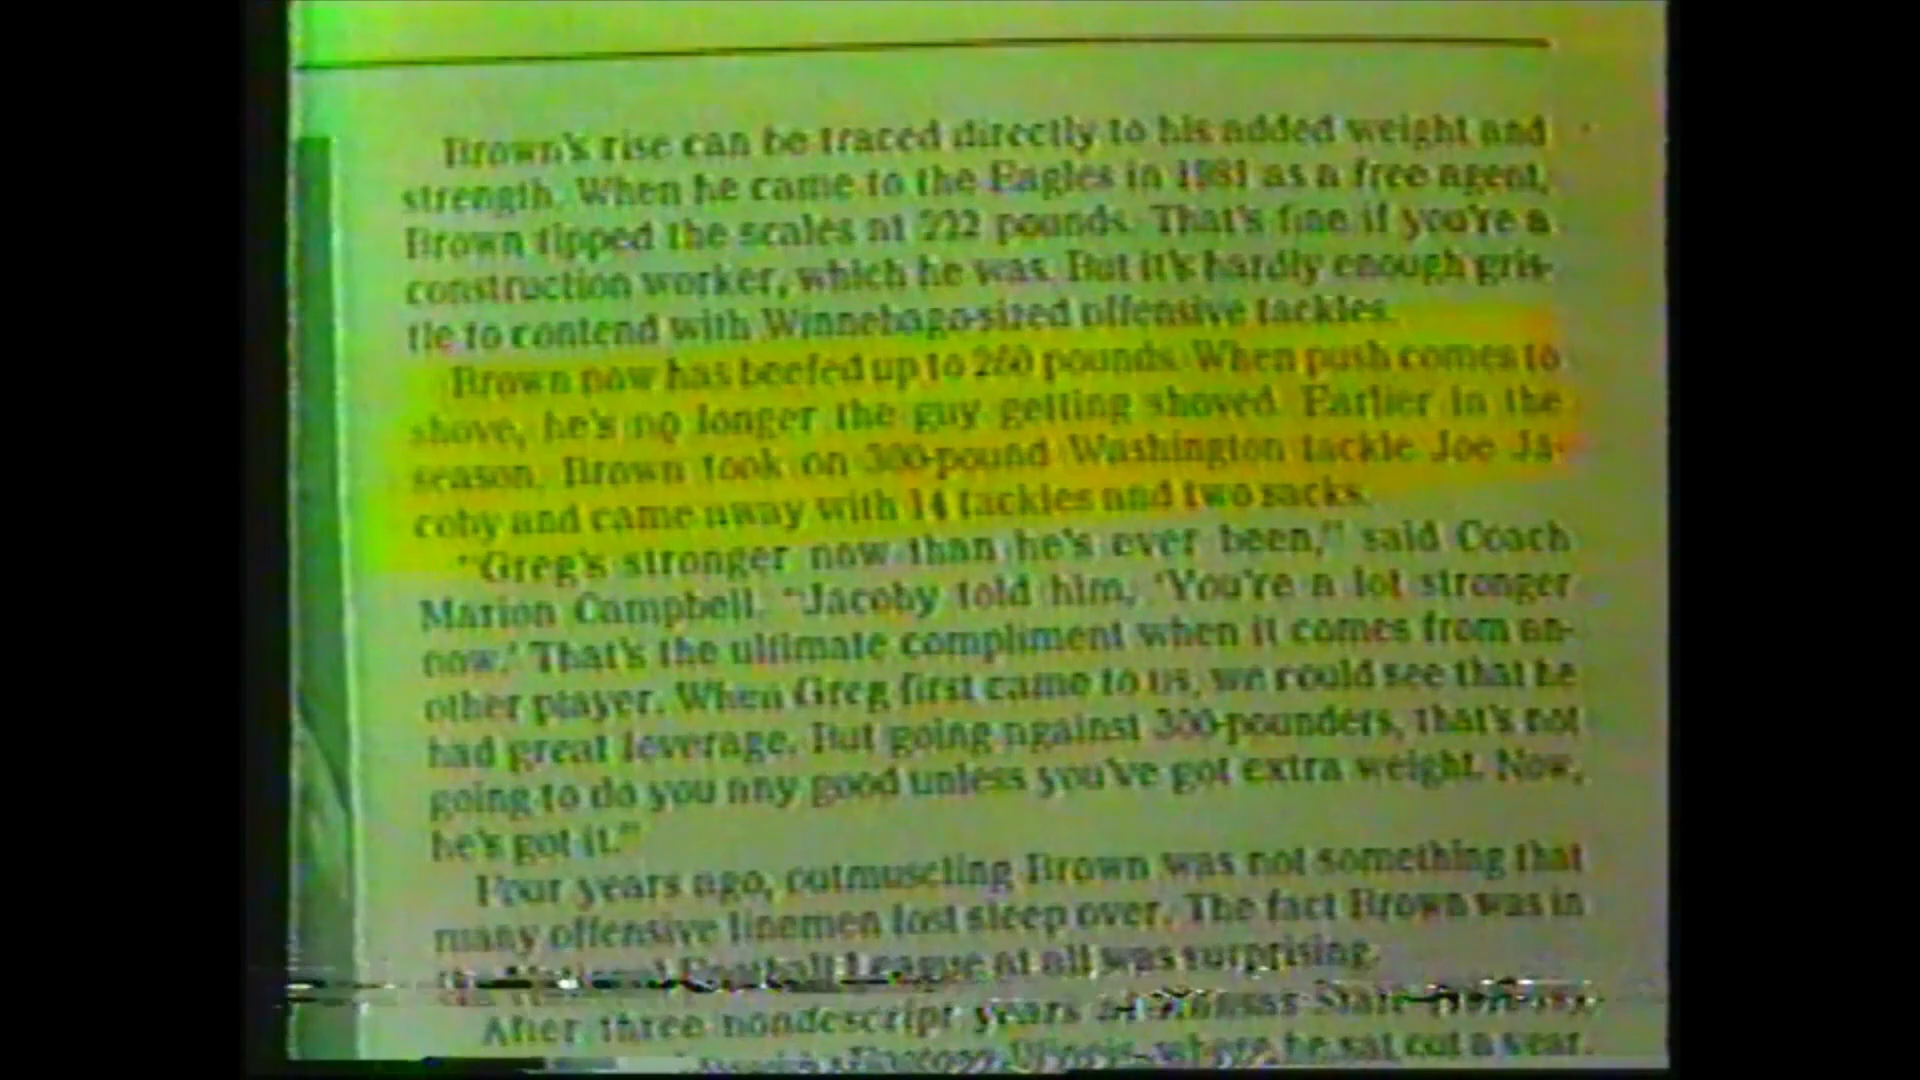 Brown's rise can be traced directly to his added weight and
strength. When he came to the Eagles in 1981 as a free agent,
Brown tipped the scales at 222 pounds. That's fine if you're a
construction worker, which he was. But it's hardly enough gris-
tle to contend with Winnebago-sized offensive tackles.
Brown now has beefed up to 260 pounds. When push comes to
shove, he's no longer the guy getting shoved. Earlier in the
season, Brown took on 300-pound Washington tackle Joe Ja-
coby and came away with 14 tackles and two sacks.
"Greg's stronger now than he's ever been," said Coach
Marion Campbell. "Jacoby told him, 'You're a lot stronger
now.' That's the ultimate compliment when it comes from an-
other player. When Greg first came to us, we could see that he
had great leverage. But going against 300-pounders, that's not
going to do you any good unless you've got extra weight. Now,
he's got it."
Four years ago, outmuscling Brown was not something that
many offensive linemen lost sleep over. The fact Brown was in
the National Football League at all was surprising.
After three nondescript years at Kansas State
Eastern Illinois, where he sat out a year.